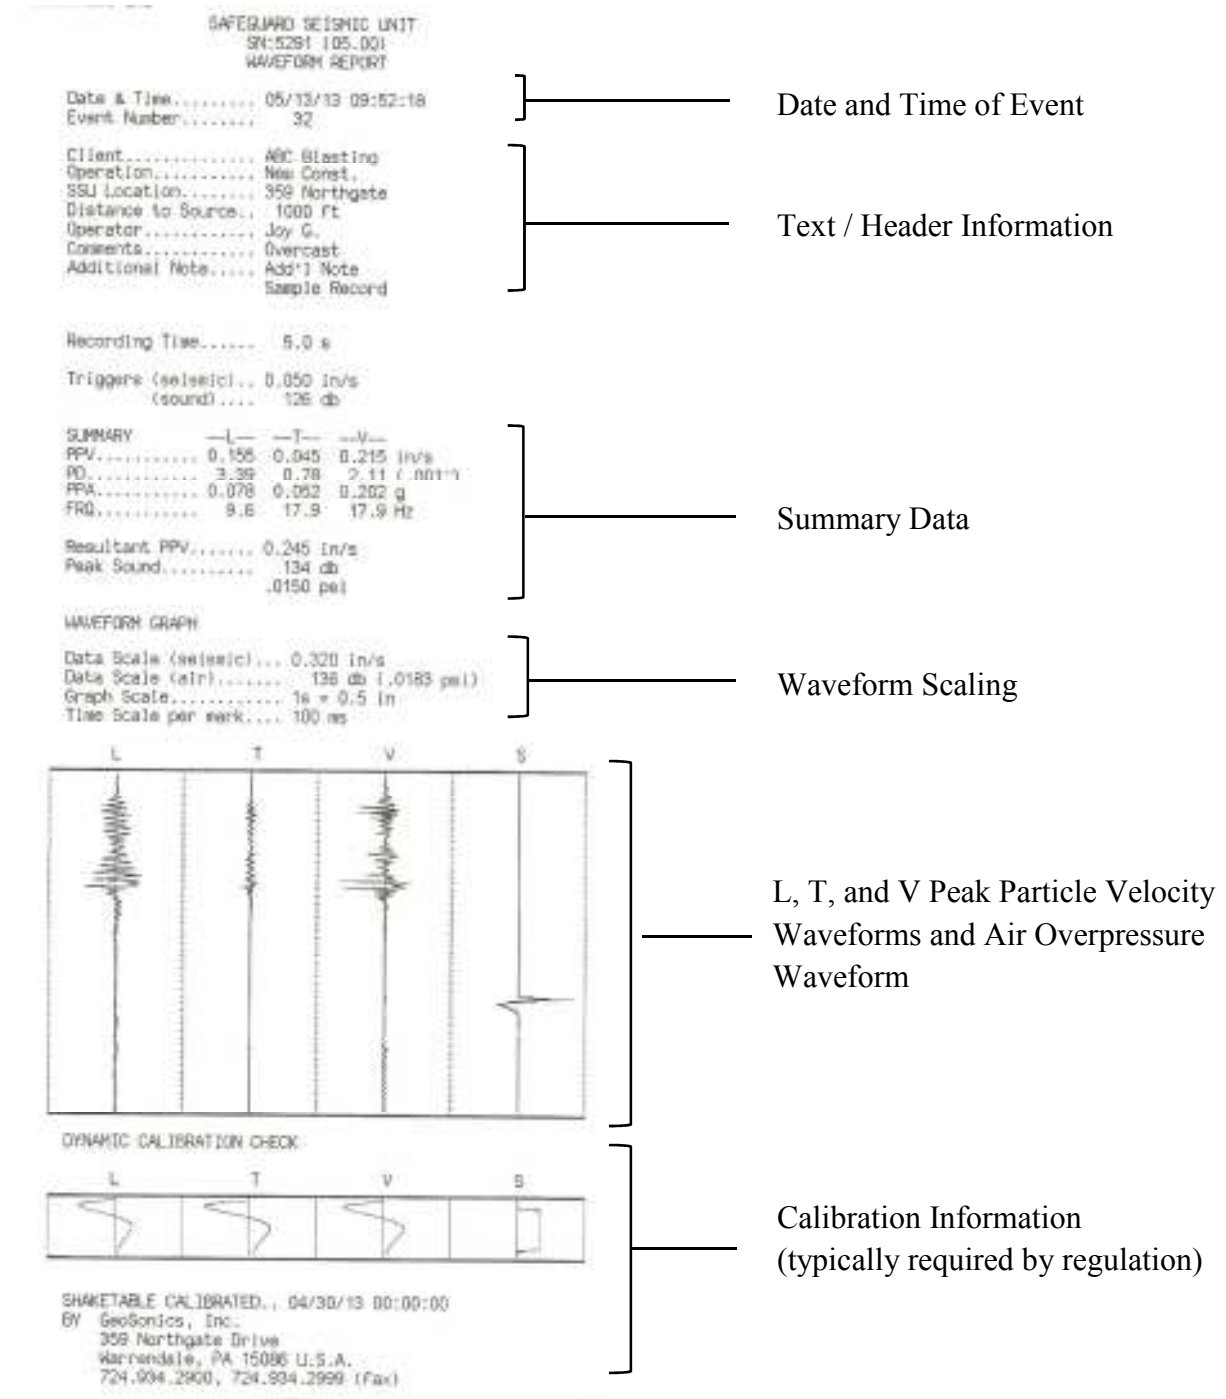 SAFEGUARD SEISMIC UNIT
SN:5291 (05.00)
WAVEFORM REPORT
Date & Time......... 05/13/13 09:52:18
Event Number........ 32
Date and Time of Event
Client.............. ABC Blasting
Operation........... New Const.
SSU Location........ 359 Northgate
Distance to Source.. 1000 ft
Operator............ Joy G.
Comments............ Overcast
Additional Note..... Add'l Note
Sample Record
Text / Header Information
Recording Time...... 5.0 s
Triggers (seismic).. 0.050 in/s
(sound).... 126 db
SUMMARY --L-- --T-- --V--
PPV........... 0.155 0.045 0.215 in/s
PD............ 3.39 0.78 2.11 (.001")
PPA........... 0.078 0.052 0.202 g
FRQ........... 9.6 17.9 17.9 Hz
Resultant PPV....... 0.245 in/s
Peak Sound.......... 134 db
.0150 psi
Summary Data
WAVEFORM GRAPH
Data Scale (seismic)... 0.320 in/s
Data Scale (air)....... 136 db (.0183 psi)
Graph Scale............ 1s = 0.5 in
Time Scale per mark.... 100 ms
Waveform Scaling
L T V S
L, T, and V Peak Particle Velocity
Waveforms and Air Overpressure
Waveform
DYNAMIC CALIBRATION CHECK
L T V S
Calibration Information
(typically required by regulation)
SHAKETABLE CALIBRATED.. 04/30/13 00:00:00
BY GeoSonics, Inc.
359 Northgate Drive
Warrendale, PA 15086 U.S.A.
724.934.2900, 724.934.2999 (Fax)